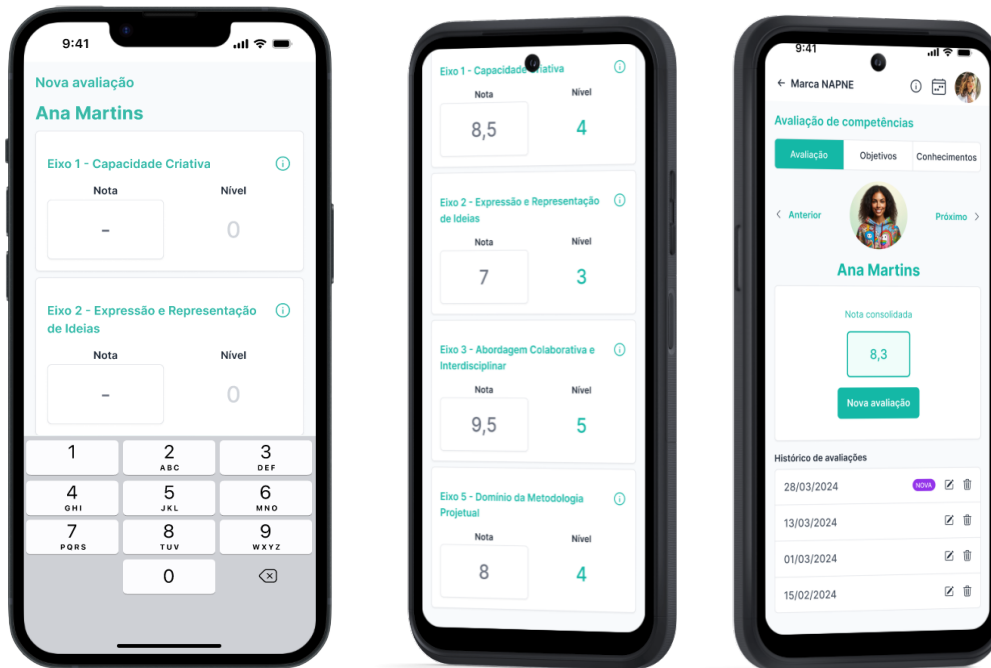 9:41
Nova avaliação
Ana Martins
Eixo 1 - Capacidade Criativa
Nota
Nível
-
0
Eixo 2 - Expressão e Representação
de Ideias
Nota
Nível
-
0
1
2
ABC
3
DEF
4
GHI
5
JKL
6
MNO
7
PQRS
8
TUV
9
WXYZ
0
Eixo 1 - Capacidade Criativa
Nota
Nível
8,5
4
Eixo 2 - Expressão e Representação
de Ideias
Nota
Nível
7
3
Eixo 3 - Abordagem Colaborativa e
Interdisciplinar
Nota
Nível
9,5
5
Eixo 5 - Domínio da Metodologia
Projetual
Nota
Nível
8
4
9:41
Marca NAPNE
Avaliação de competências
Avaliação
Objetivos
Conhecimentos
Anterior
Próximo
Ana Martins
Nota consolidada
8,3
Nova avaliação
Histórico de avaliações
28/03/2024
NOVA
13/03/2024
01/03/2024
15/02/2024